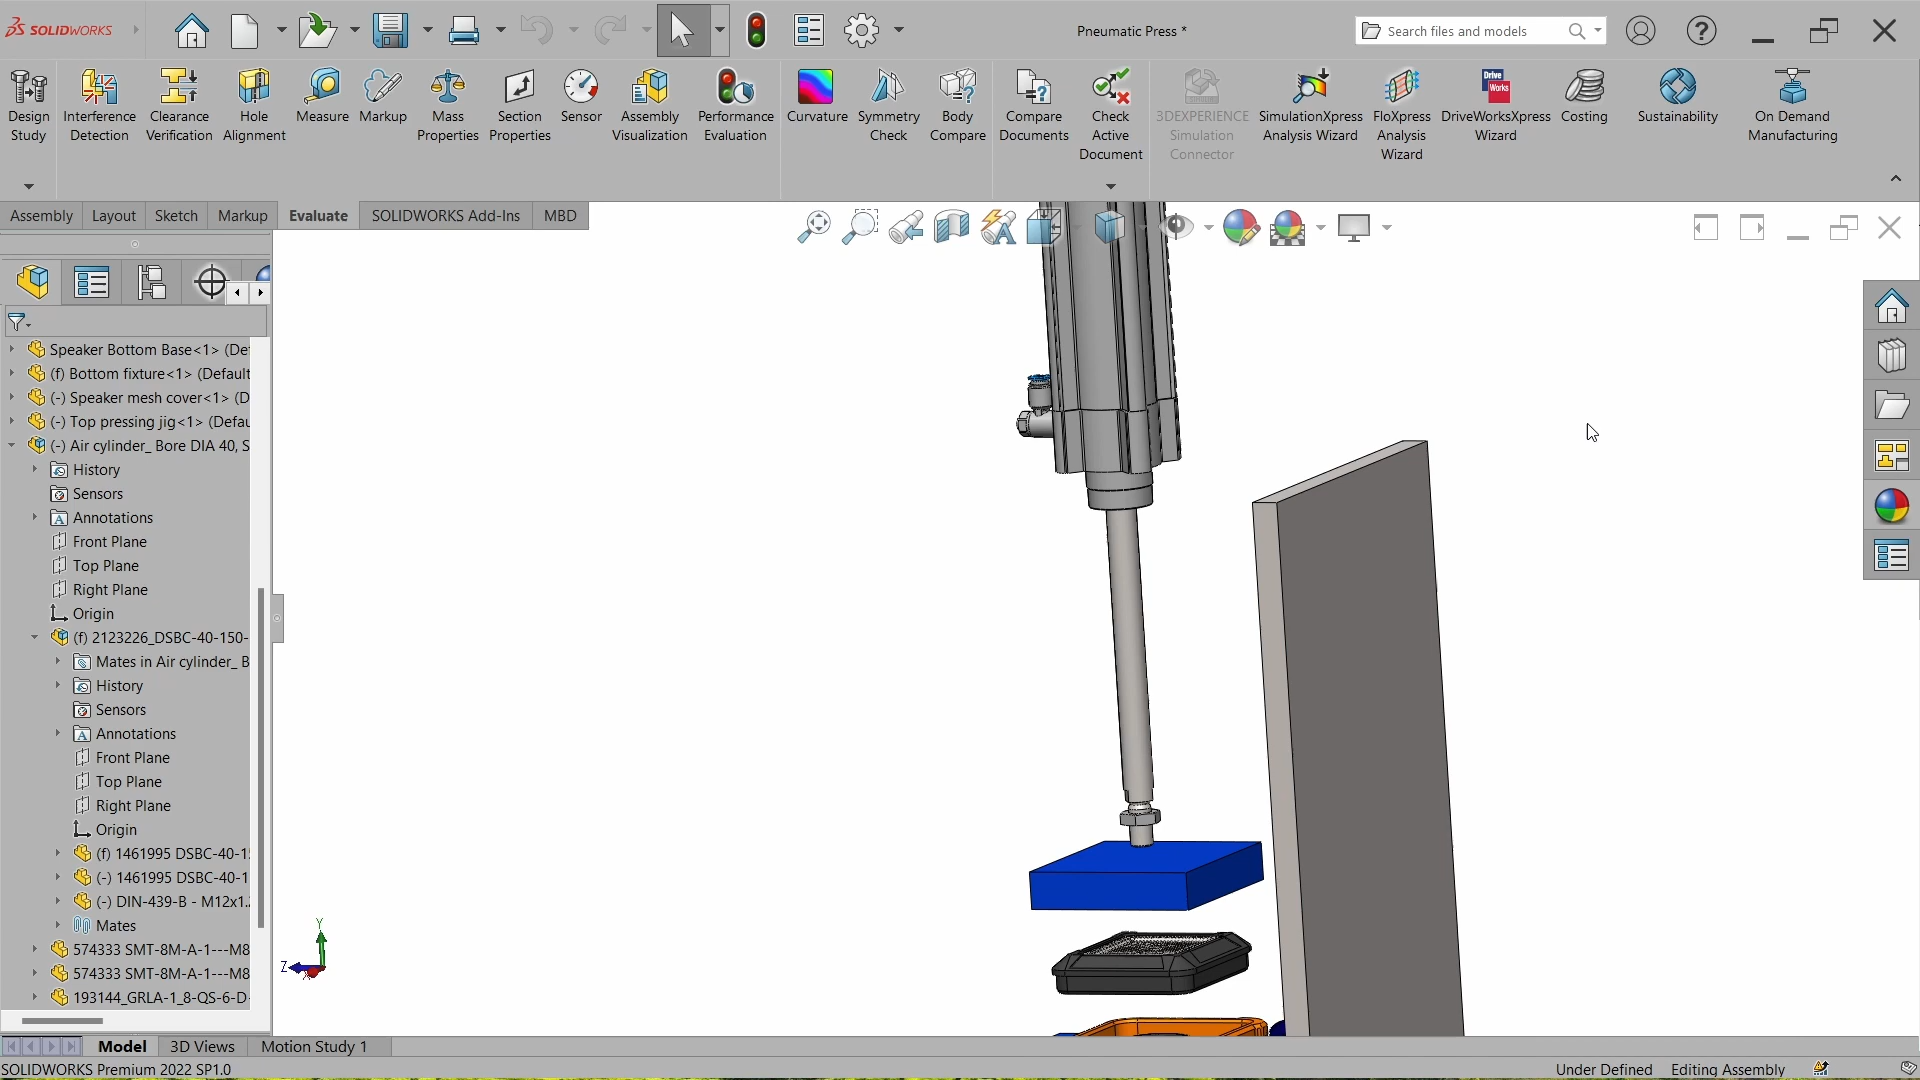 SOLIDWORKS
Pneumatic Press *
Search files and models
Design Study
Interference Detection
Clearance Verification
Hole Alignment
Measure
Markup
Mass Properties
Section Properties
Sensor
Assembly Visualization
Performance Evaluation
Curvature
Symmetry Check
Body Compare
Compare Documents
Check Active Document
3DEXPERIENCE Simulation Connector
SimulationXpress Analysis Wizard
FloXpress Analysis Wizard
Drive Works
DriveWorksXpress Wizard
Costing
Sustainability
On Demand Manufacturing
Assembly
Layout
Sketch
Markup
Evaluate
SOLIDWORKS Add-Ins
MBD
Speaker Bottom Base<1> (De
(f) Bottom fixture<1> (Default
(-) Speaker mesh cover<1> (D
(-) Top pressing jig<1> (Defau
(-) Air cylinder_ Bore DIA 40, S
History
Sensors
Annotations
Front Plane
Top Plane
Right Plane
Origin
(f) 2123226_DSBC-40-150-
Mates in Air cylinder_ B
History
Sensors
Annotations
Front Plane
Top Plane
Right Plane
Origin
(f) 1461995 DSBC-40-1
(-) 1461995 DSBC-40-1
(-) DIN-439-B - M12x1.
Mates
574333 SMT-8M-A-1---M8
574333 SMT-8M-A-1---M8
193144_GRLA-1_8-QS-6-D
Y
Z
Model
3D Views
Motion Study 1
SOLIDWORKS Premium 2022 SP1.0
Under Defined
Editing Assembly